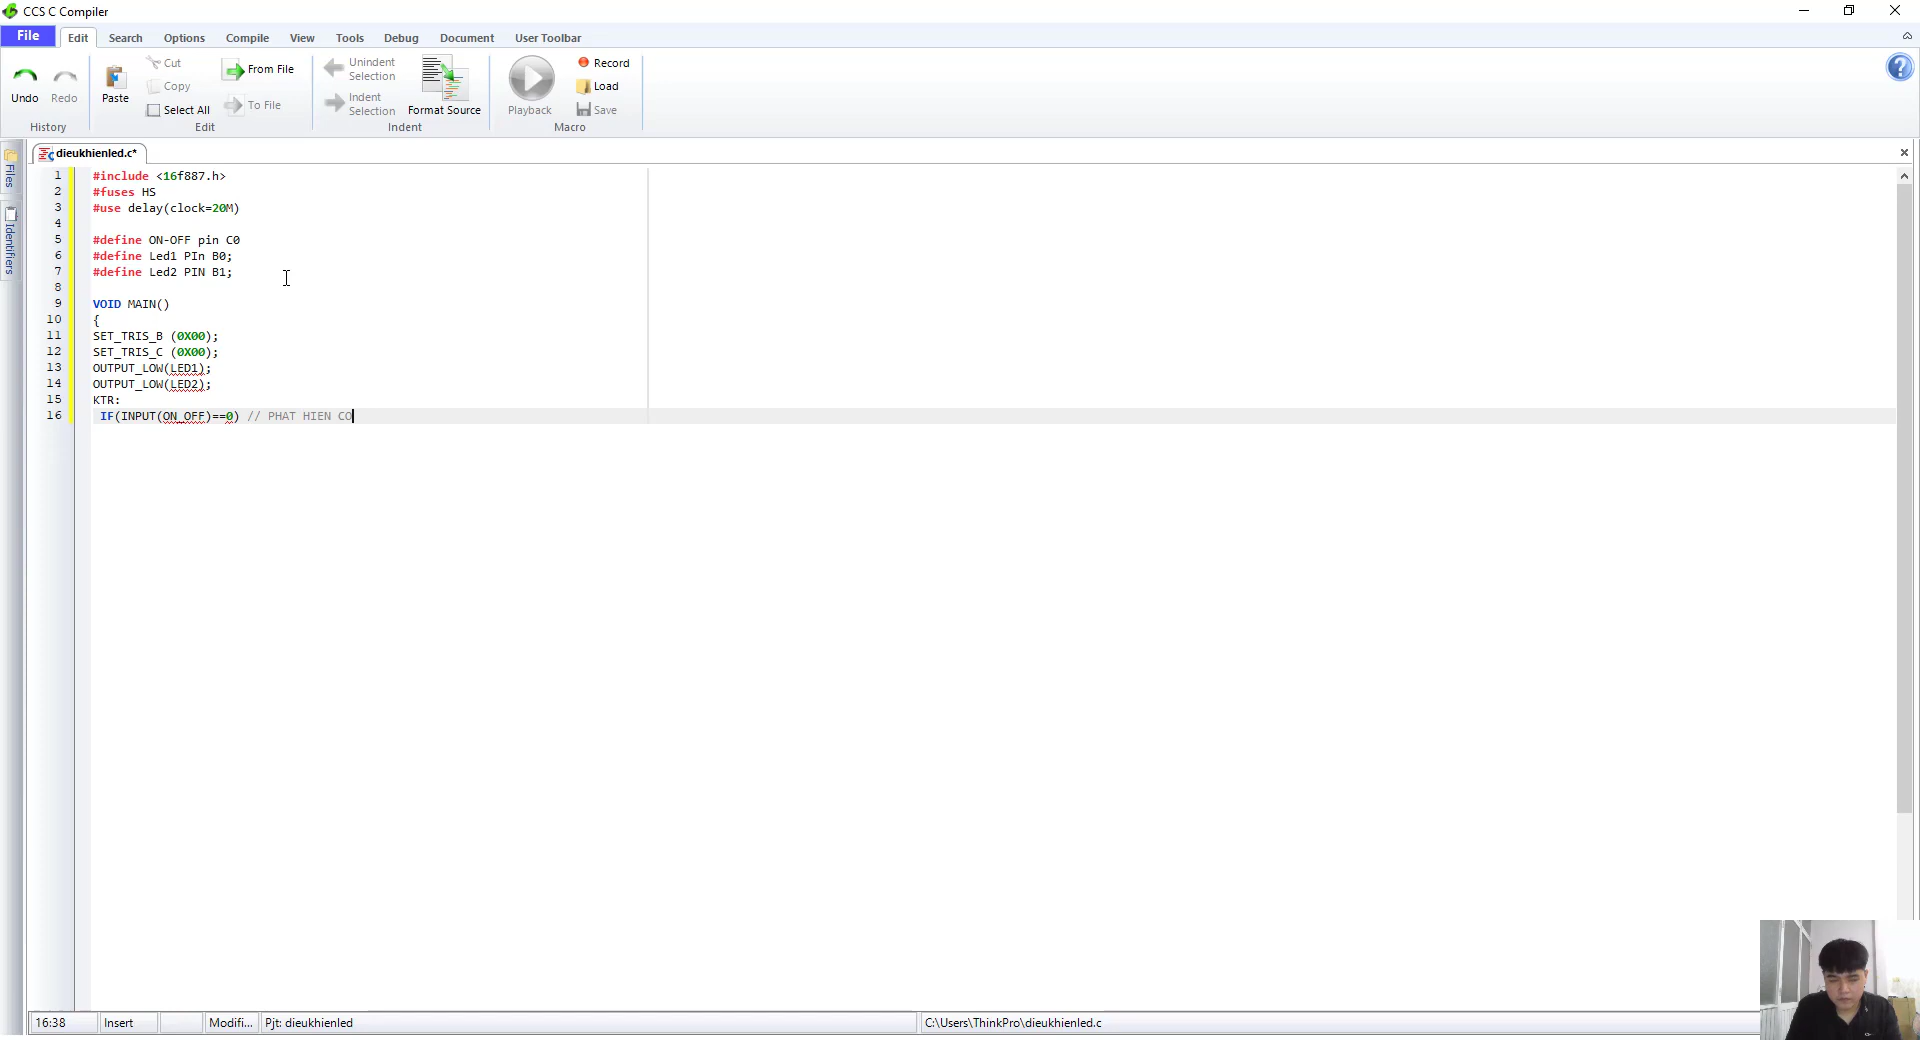 CCS C Compiler
File Edit Search Options Compile View Tools Debug Document User Toolbar
Undo Redo
History
Paste
Cut
Copy
Select All
From File
To File
Edit
Unindent Selection
Indent Selection
Format Source
Indent
Playback
Record
Load
Save
Macro
Files
Identifiers
dieukhienled.c*
1 #include <16f887.h>
2 #fuses HS
3 #use delay(clock=20M)
4
5 #define ON-OFF pin C0
6 #define Led1 PIn B0;
7 #define Led2 PIN B1;
8
9 VOID MAIN()
10 {
11 SET_TRIS_B (0X00);
12 SET_TRIS_C (0X00);
13 OUTPUT_LOW(LED1);
14 OUTPUT_LOW(LED2);
15 KTR:
16 IF(INPUT(ON_OFF)==0) // PHAT HIEN CO
16:38 Insert Modifi... Pjt: dieukhienled C:\Users\ThinkPro\dieukhienled.c